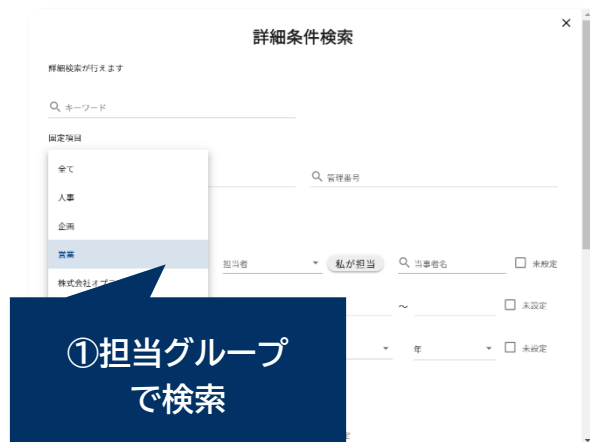 詳細条件検索
詳細検索が行えます
キーワード
固定項目
全て
管理番号
人事
企画
営業
担当者
私が担当
当事者名
未設定
株式会社オプ
～
未設定
年
未設定
①担当グループ
で検索